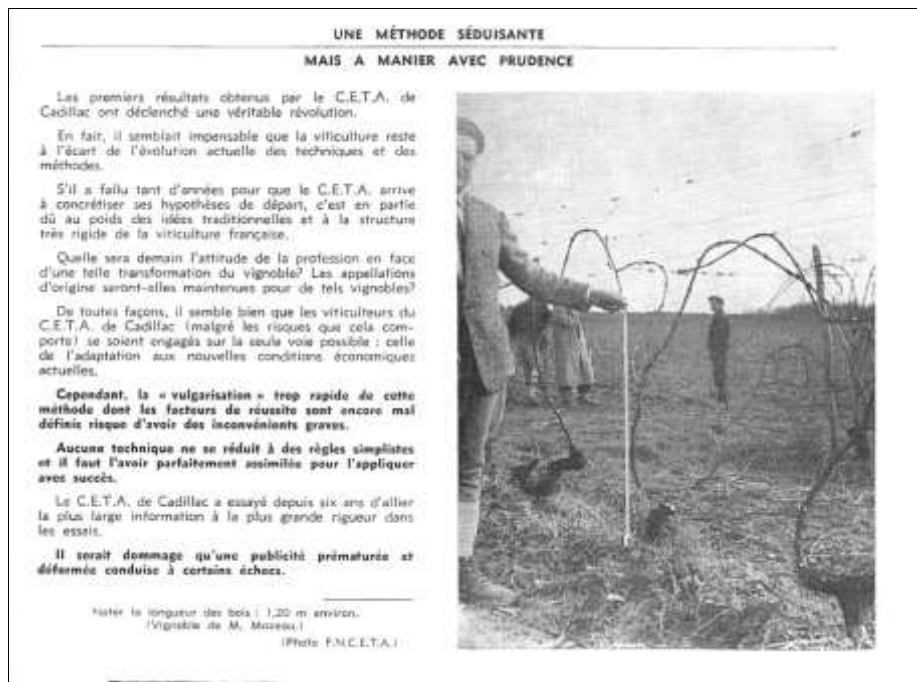 UNE MÉTHODE SÉDUISANTE
MAIS A MANIER AVEC PRUDENCE
Les premiers résultats obtenus par le C.E.T.A. de
Cadillac ont déclenché une véritable révolution.
En fait, il semblait impensable que la viticulture reste
à l'écart de l'évolution actuelle des techniques et des
méthodes.
S'il a fallu tant d'années pour que le C.E.T.A. arrive
à concrétiser ses hypothèses de départ, c'est en partie
dû au poids des idées traditionnelles et à la structure
très rigide de la viticulture française.
Quelle sera demain l'attitude de la profession en face
d'une telle transformation du vignoble? Les appellations
d'origine seront-elles maintenues pour de tels vignobles?
De toutes façons, il semble bien que les viticulteurs du
C.E.T.A. de Cadillac (malgré les risques que cela com-
porte) se soient engagés sur la seule voie possible : celle
de l'adaptation aux nouvelles conditions économiques
actuelles.
Cependant, la « vulgarisation » trop rapide de cette
méthode dont les facteurs de réussite sont encore mal
définis risque d'avoir des inconvénients graves.
Aucune technique ne se réduit à des règles simplistes
et il faut l'avoir parfaitement assimilée pour l'appliquer
avec succès.
Le C.E.T.A. de Cadillac a essayé depuis six ans d'allier
la plus large information à la plus grande rigueur dans
les essais.
Il serait dommage qu'une publicité prématurée et
déformée conduise à certains échecs.
Noter la longueur des bois : 1,20 m environ.
(Vignoble de M. Mazeau.)
(Photo F.N.C.E.T.A.)